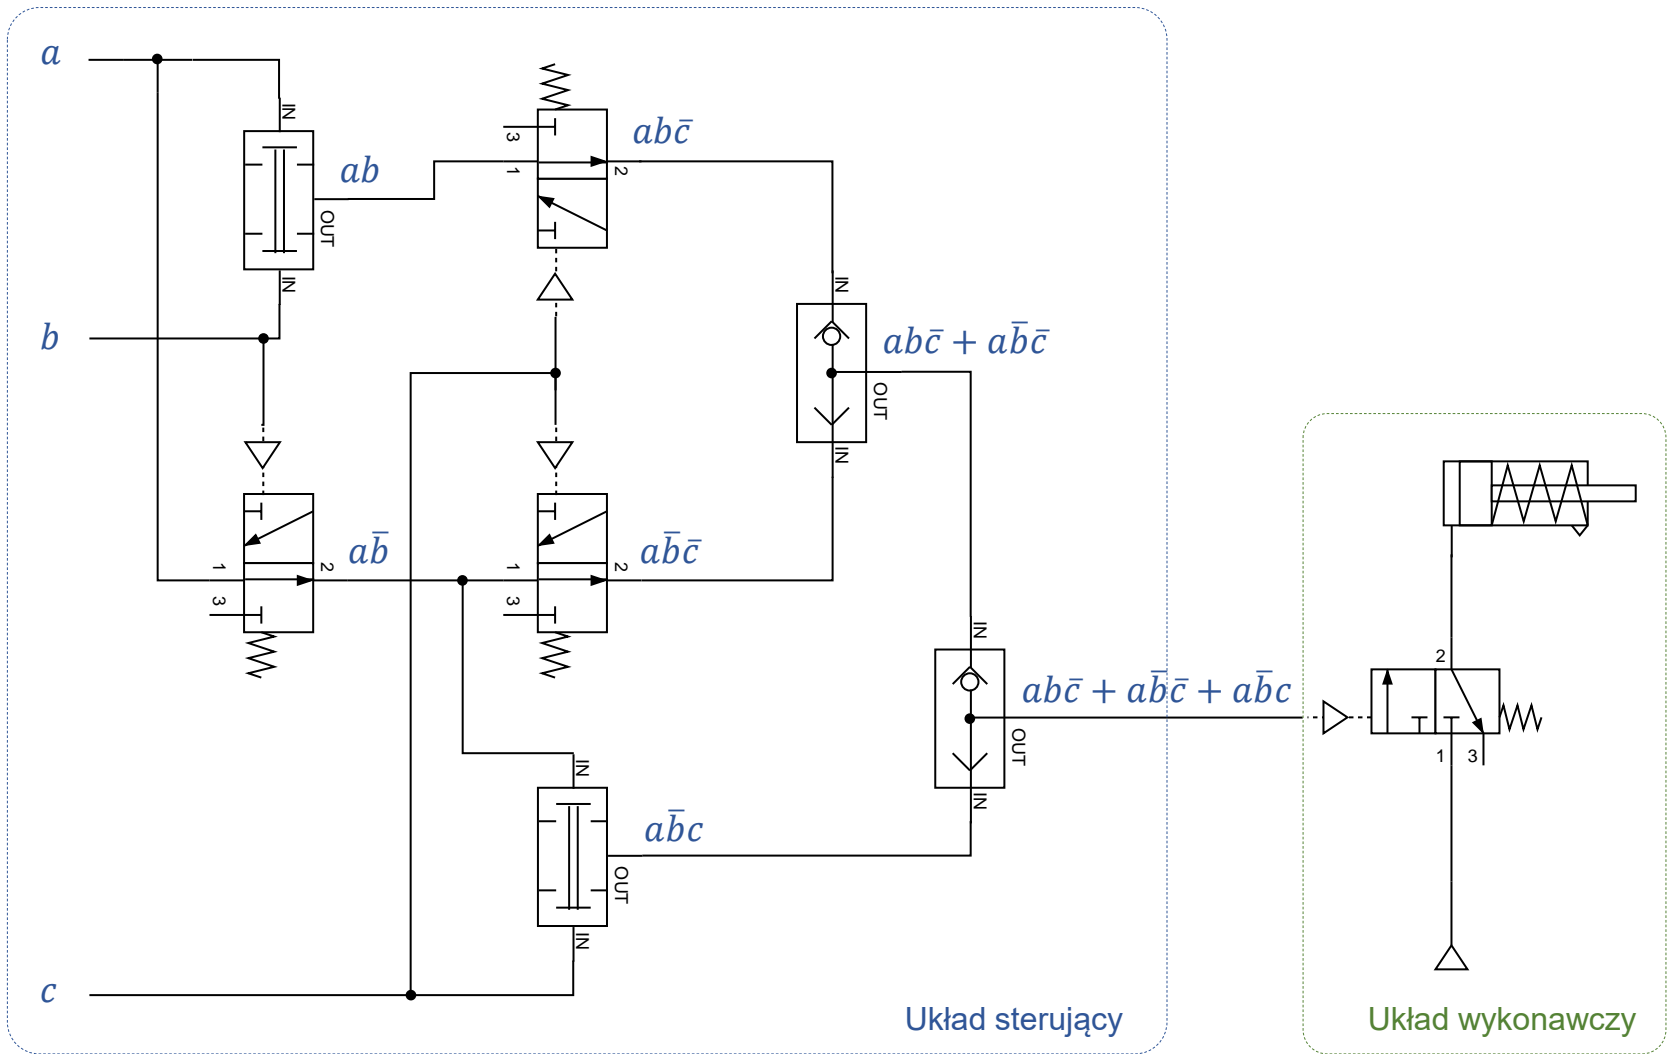 a
IN
3
abc̅
ab
1
2
OUT
IN
IN
b
abc̅ + ab̅c̅
OUT
IN
ab̅
ab̅c̅
1
2
1
2
3
3
IN
2
abc̅ + ab̅c̅ + ab̅c
OUT
1
3
IN
IN
ab̅c
OUT
IN
c
Układ sterujący
Układ wykonawczy